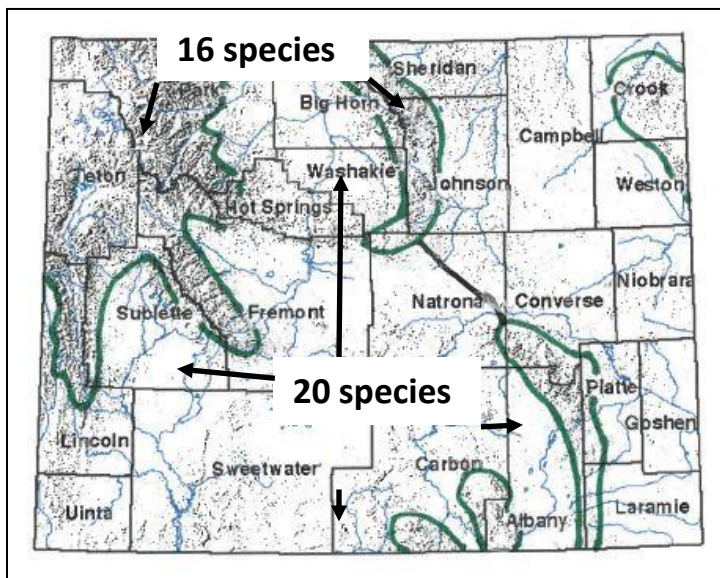 16 species
Sheridan
Park
Big Horn
Crook
Campbell
Teton
Washakie
Johnson
Weston
Hot Springs
Niobrara
Sublette
Fremont
Natrona
Converse
20 species
Platte
Goshen
Lincoln
Sweetwater
Carbon
Uinta
Albany
Laramie